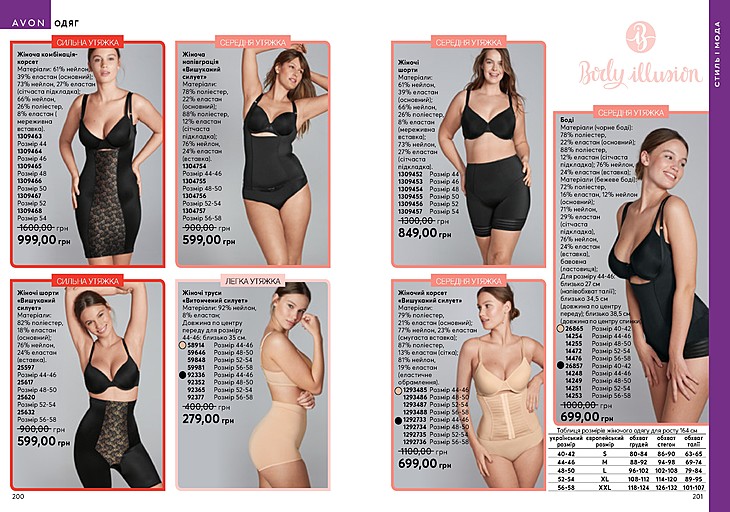 AVON ОДЯГ
СИЛЬНА УТЯЖКА
Жіноча комбінація-
корсет
Матеріали: 61% нейлон,
39% еластан (основний);
73% нейлон, 27% еластан
(сітчаста підкладка);
66% нейлон,
26% поліестер,
8% еластан (
мереживна
вставка).
1309463
Розмір 44
1309464
Розмір 46
1309465
Розмір 48
1309466
Розмір 50
1309467
Розмір 52
1309468
Розмір 54
1600,00 грн
999,00 грн
СЕРЕДНЯ УТЯЖКА
Жіноча
напівграція
«Вишуканий
силует»
Матеріали:
78% поліестер,
22% еластан
(основний);
88% поліестер,
12% еластан
(сітчаста
підкладка);
76% нейлон,
24% еластан
(вставка).
1304754
Розмір 44-46
1304755
Розмір 48-50
1304756
Розмір 52-54
1304757
Розмір 56-58
900,00 грн
599,00 грн
СИЛЬНА УТЯЖКА
Жіночі шорти
«Вишуканий
силует»
Матеріали:
82% поліестер,
18% еластан
(основний);
76% нейлон,
24% еластан
(вставка).
25597
Розмір 44-46
25617
Розмір 48-50
25620
Розмір 52-54
25632
Розмір 56-58
900,00 грн
599,00 грн
ЛЕГКА УТЯЖКА
Жіночі труси
«Витончений силует»
Матеріали: 92% нейлон,
8% еластан;
Довжина по центру
переду для розміру
44-46: близько 35 см.
58914 Розмір 44-46
59646 Розмір 48-50
59848 Розмір 52-54
59981 Розмір 56-58
92336 Розмір 44-46
92352 Розмір 48-50
92365 Розмір 52-54
92377 Розмір 56-58
400,00 грн
279,00 грн
200
СЕРЕДНЯ УТЯЖКА
Жіночі
шорти
Матеріали:
61% нейлон,
39% еластан
(основний);
66% нейлон,
26% поліестер,
8% еластан
(мереживна
вставка);
73% нейлон,
27% еластан
(сітчаста
підкладка).
1309452 Розмір 44
1309453 Розмір 46
1309454 Розмір 48
1309455 Розмір 50
1309456 Розмір 52
1309457 Розмір 54
1300,00 грн
849,00 грн
СЕРЕДНЯ УТЯЖКА
Жіночий корсет
«Вишуканий силует»
Матеріали:
79% поліестер,
21% еластан (основний);
77% нейлон, 23% еластан
(смугаста вставка);
87% поліестер,
13% еластан (сітка);
81% нейлон,
19% еластан
(еластичне
обрамлення).
1293485 Розмір 44-46
1293486 Розмір 48-50
1293487 Розмір 52-54
1293488 Розмір 56-58
1292733 Розмір 44-46
1292734 Розмір 48-50
1292735 Розмір 52-54
1292736 Розмір 56-58
1100,00 грн
699,00 грн
Body illusion
СТИЛЬ І МОДА
СЕРЕДНЯ УТЯЖКА
Боді
Матеріали (чорне боді):
78% поліестер,
22% еластан (основний);
88% поліестер,
12% еластан (сітчаста
підкладка); 76% нейлон,
24% еластан (вставка);
Матеріали (бежеве боді):
72% поліестер,
16% еластан, 12% нейлон
(основний);
71% нейлон,
29% еластан
(сітчаста
підкладка),
76% нейлон,
24% еластан
(вставка),
бавовна
(ластовиця);
Для розміру 44-46:
близько 27 см
(напівобхват талії);
близько 34,5 см
(довжина по центру
переду); близько 38,5 см
(довжина по центру спинки).
26865 Розмір 40-42
14254 Розмір 44-46
14255 Розмір 48-50
14472 Розмір 52-54
14476 Розмір 56-58
26857 Розмір 40-42
14248 Розмір 44-46
14249 Розмір 48-50
14251 Розмір 52-54
14253 Розмір 56-58
1000,00 грн
699,00 грн
Таблиця розмірів жіночого одягу для росту 164 см
український розмір європейський розмір обхват грудей обхват стегон обхват талії
40-42 S 80-84 86-90 63-65
44-46 M 88-92 94-98 69-74
48-50 L 96-102 102-108 79-84
52-54 XL 108-112 114-120 89-95
56-58 XXL 118-124 126-132 101-107
201